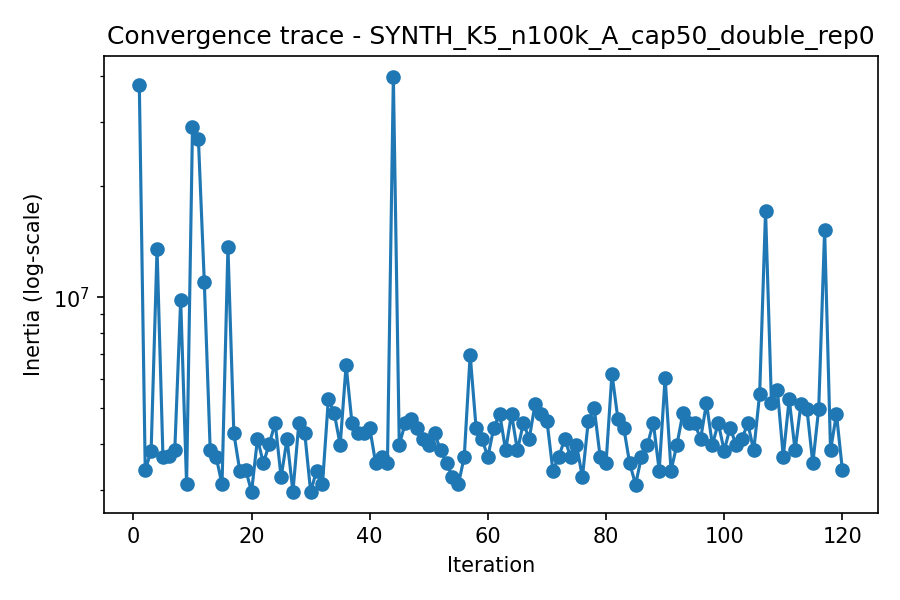 Convergence trace - SYNTH_K5_n100k_A_cap50_double_rep0
Inertia (log-scale)
10^7
0 20 40 60 80 100 120
Iteration